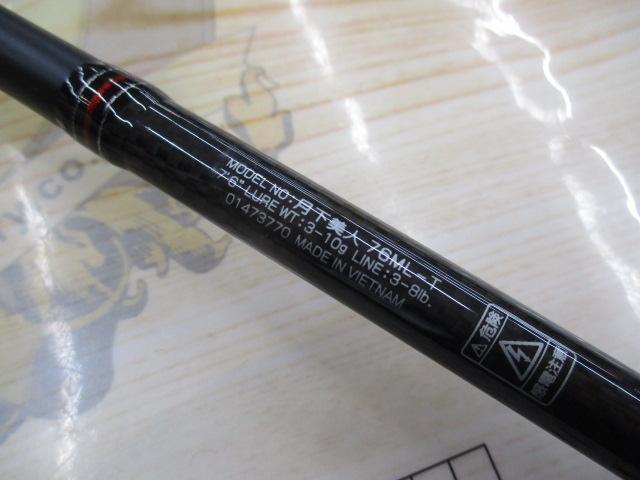 MODEL NO.:月下美人 76ML-T
7'6" LURE WT.:3-10g LINE:3-8lb.
01473770 MADE IN VIETNAM
危険
感電注意